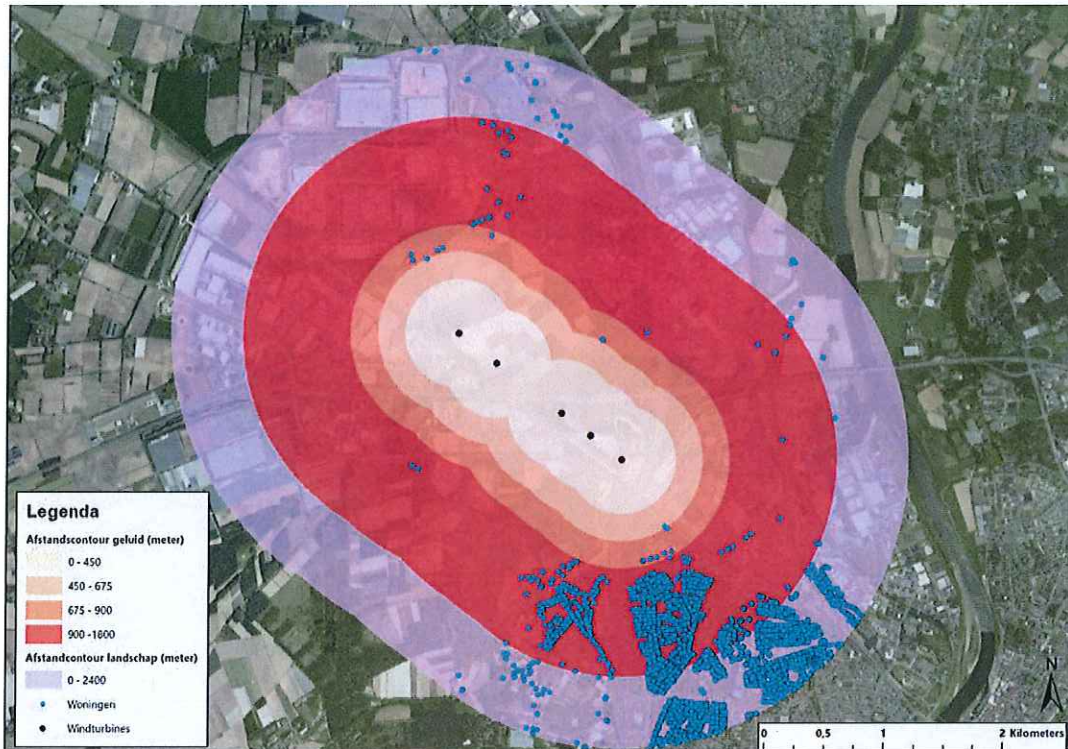 Legenda
Afstandscontour geluid (meter)
0 - 450
450 - 675
675 - 900
900 -1800
Afstandcontour landschap (meter)
0 - 2400
Woningen
Windturbines
N
0 0,5 1 2 Kilometers